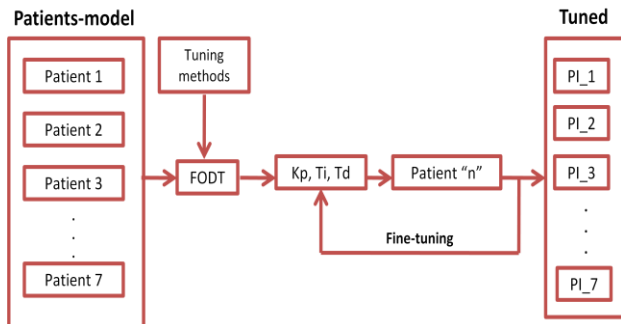 Patients-model
Patient 1
Patient 2
Patient 3
.
.
.
Patient 7
Tuning
methods
FODT
Kp, Ti, Td
Patient “n”
Fine-tuning
Tuned
PI_1
PI_2
PI_3
.
.
.
PI_7